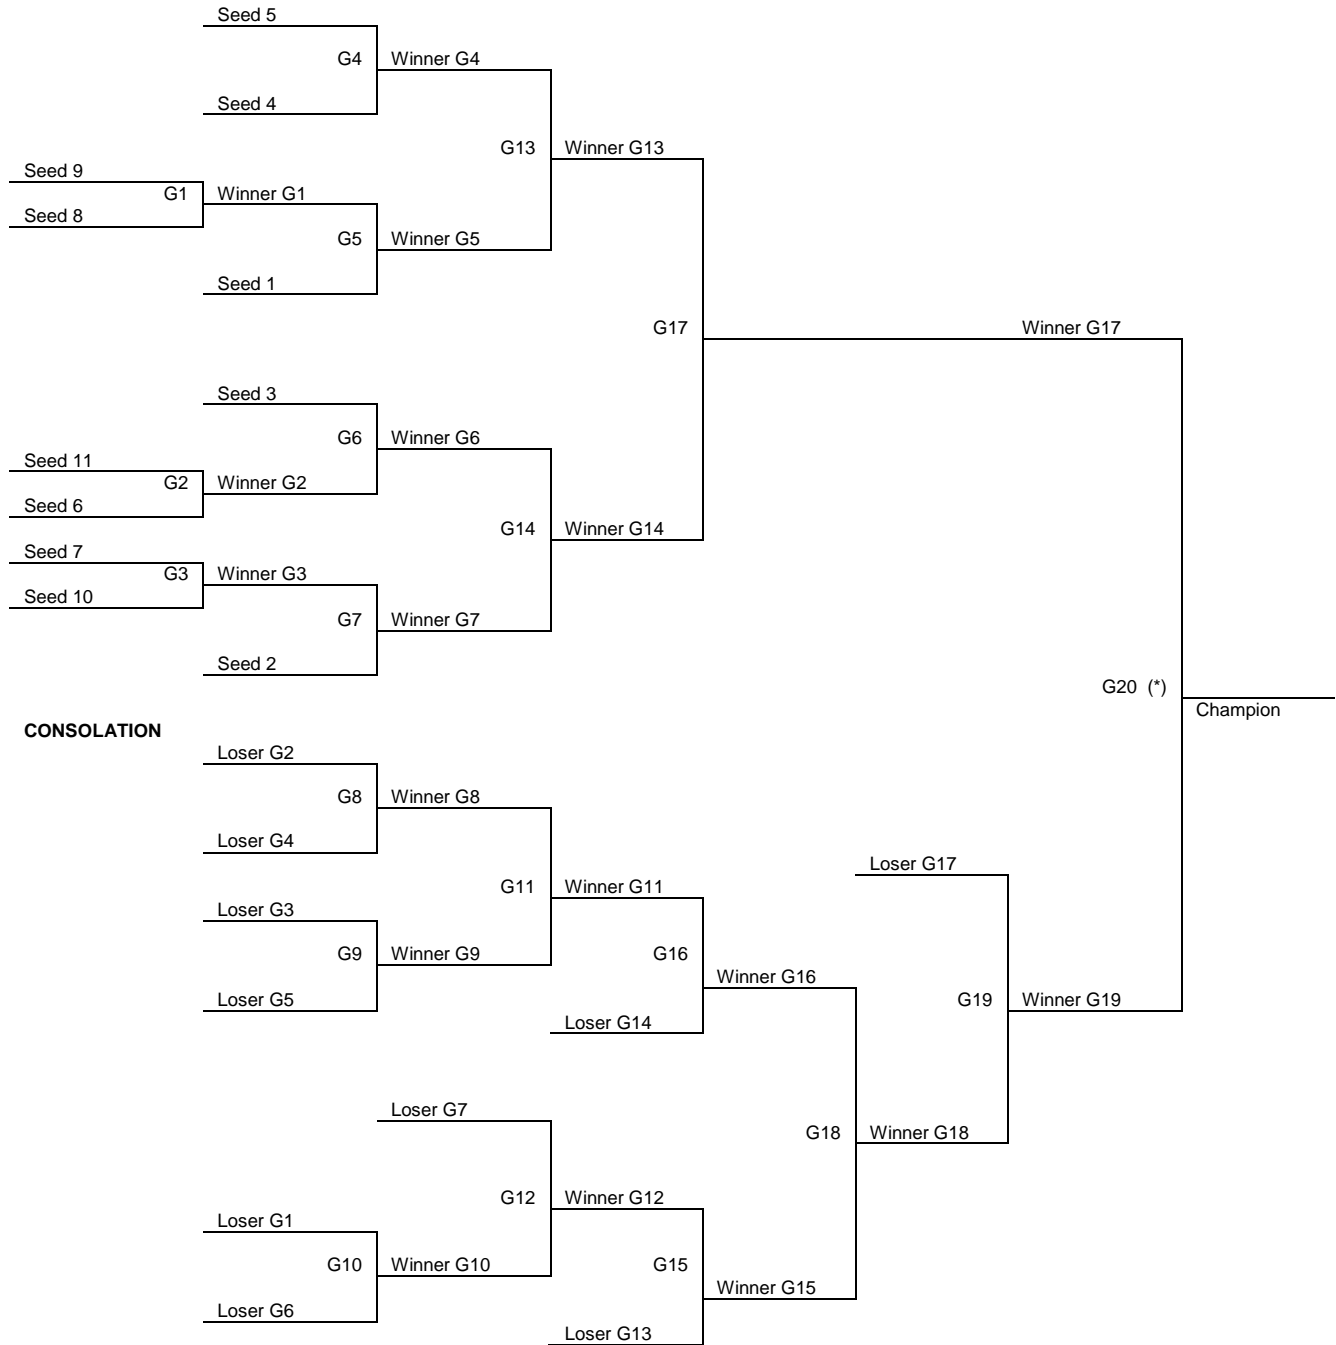 Seed 5
G4 Winner G4
Seed 4
G13 Winner G13
Seed 9
G1 Winner G1
Seed 8
G5 Winner G5
Seed 1
G17 Winner G17
Seed 3
G6 Winner G6
Seed 11
G2 Winner G2
Seed 6
G14 Winner G14
Seed 7
G3 Winner G3
Seed 10
G7 Winner G7
Seed 2
G20 (*)
Champion
CONSOLATION
Loser G2
G8 Winner G8
Loser G4
Loser G17
G11 Winner G11
Loser G3
G9 Winner G9
G16
Winner G16
Loser G5
G19 Winner G19
Loser G14
Loser G7
G18 Winner G18
G12 Winner G12
Loser G1
G10 Winner G10
G15
Winner G15
Loser G6
Loser G13